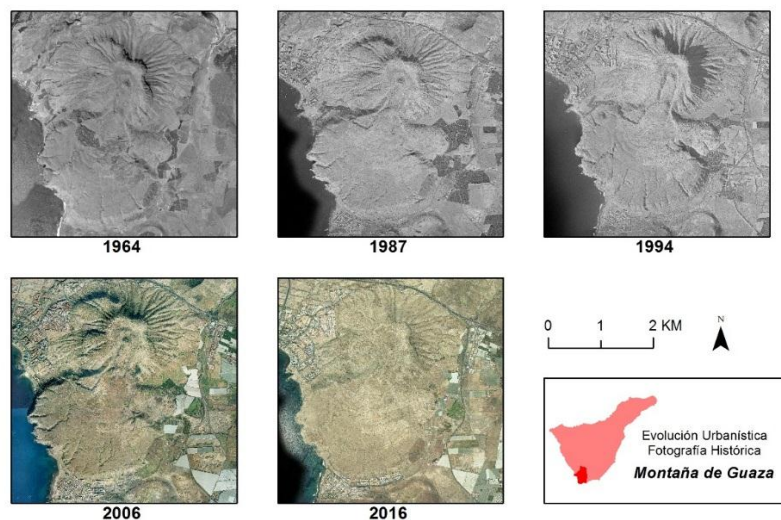 1964
1987
1994
2006
2016
0 1 2 KM
N
Evolución Urbanística
Fotografía Histórica
Montaña de Guaza